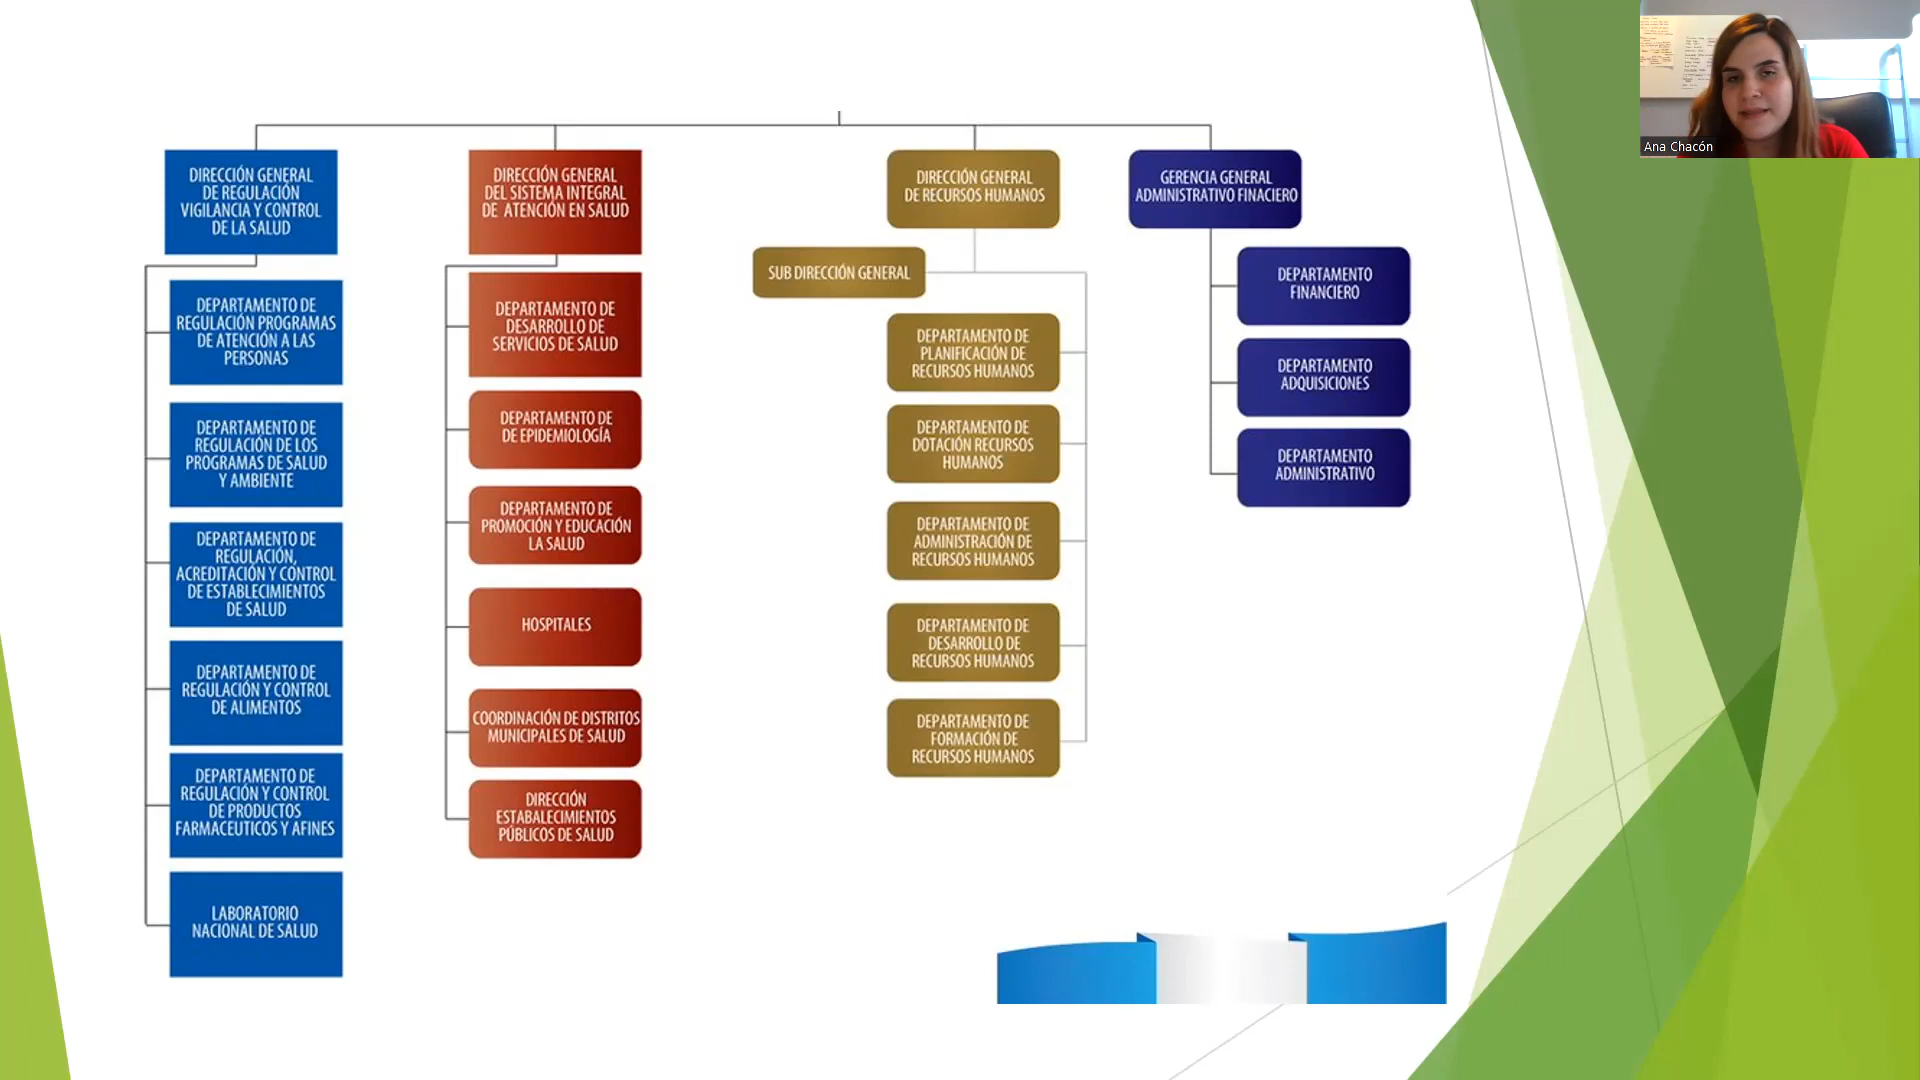 Ana Chacón
DIRECCIÓN GENERAL
DE REGULACIÓN
VIGILANCIA Y CONTROL
DE LA SALUD
DEPARTAMENTO DE
REGULACIÓN PROGRAMAS
DE ATENCIÓN A LAS
PERSONAS
DEPARTAMENTO DE
REGULACIÓN DE LOS
PROGRAMAS DE SALUD
Y AMBIENTE
DEPARTAMENTO DE
REGULACIÓN,
ACREDITACIÓN Y CONTROL
DE ESTABLECIMIENTOS
DE SALUD
DEPARTAMENTO DE
REGULACIÓN Y CONTROL
DE ALIMENTOS
DEPARTAMENTO DE
REGULACIÓN Y CONTROL
DE PRODUCTOS
FARMACEUTICOS Y AFINES
LABORATORIO
NACIONAL DE SALUD
DIRECCIÓN GENERAL
DEL SISTEMA INTEGRAL
DE ATENCIÓN EN SALUD
DEPARTAMENTO DE
DESARROLLO DE
SERVICIOS DE SALUD
DEPARTAMENTO DE
DE EPIDEMIOLOGÍA
DEPARTAMENTO DE
PROMOCIÓN Y EDUCACIÓN
LA SALUD
HOSPITALES
COORDINACIÓN DE DISTRITOS
MUNICIPALES DE SALUD
DIRECCIÓN
ESTABALECIMIENTOS
PÚBLICOS DE SALUD
DIRECCIÓN GENERAL
DE RECURSOS HUMANOS
SUB DIRECCIÓN GENERAL
DEPARTAMENTO DE
PLANIFICACIÓN DE
RECURSOS HUMANOS
DEPARTAMENTO DE
DOTACIÓN RECURSOS
HUMANOS
DEPARTAMENTO DE
ADMINISTRACIÓN DE
RECURSOS HUMANOS
DEPARTAMENTO DE
DESARROLLO DE
RECURSOS HUMANOS
DEPARTAMENTO DE
FORMACIÓN DE
RECURSOS HUMANOS
GERENCIA GENERAL
ADMINISTRATIVO FINACIERO
DEPARTAMENTO
FINANCIERO
DEPARTAMENTO
ADQUISICIONES
DEPARTAMENTO
ADMINISTRATIVO